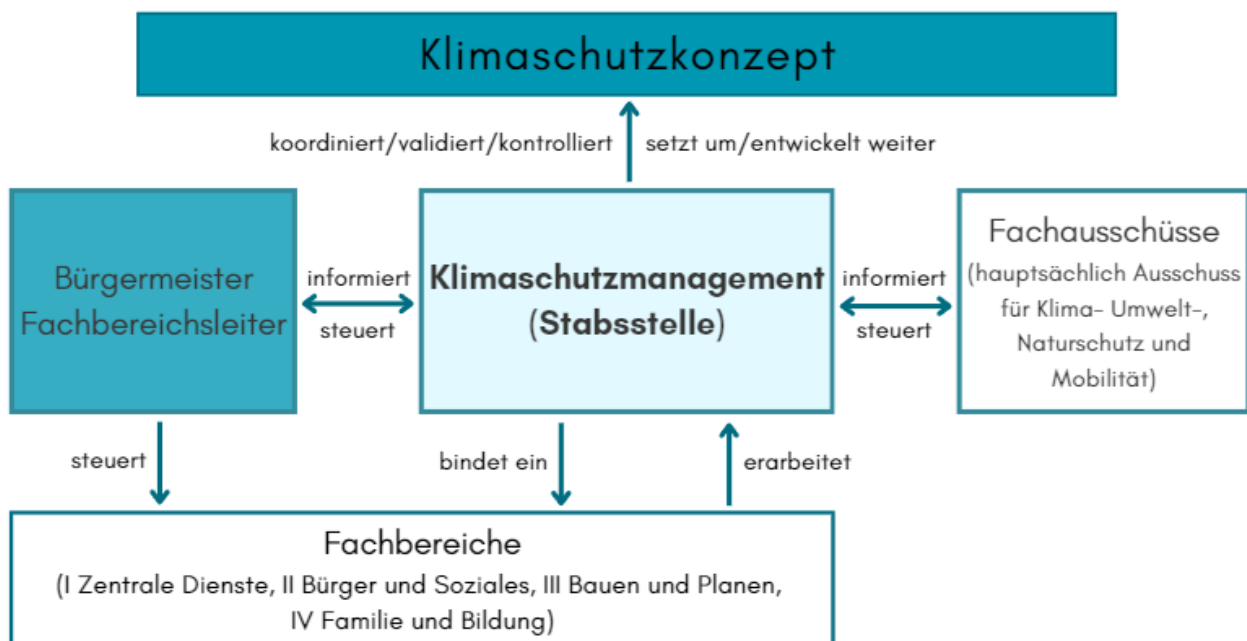 Klimaschutzkonzept
koordiniert/validiert/kontrolliert
setzt um/entwickelt weiter
Bürgermeister
Fachbereichsleiter
informiert
steuert
Klimaschutzmanagement
(Stabsstelle)
informiert
steuert
Fachausschüsse
(hauptsächlich Ausschuss
für Klima- Umwelt-,
Naturschutz und
Mobilität)
steuert
bindet ein
erarbeitet
Fachbereiche
(I Zentrale Dienste, II Bürger und Soziales, III Bauen und Planen,
IV Familie und Bildung)